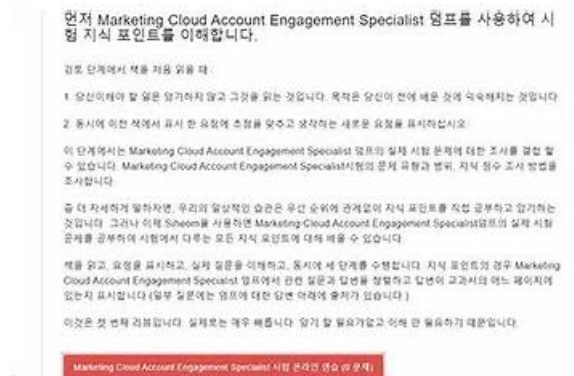 먼저 Marketing Cloud Account Engagement Specialist 덤프를 사용하여 시
험 지식 포인트를 이해합니다.
검토 단계에서 책을 처음 읽을 때 :
1. 당신이해야 할 일은 암기하지 않고 그것을 읽는 것입니다. 목적은 당신이 전에 배운 것에 익숙해지는 것입니다.
2. 동시에 이전 책에서 표시 한 요점에 초점을 맞추고 생각하는 새로운 요점을 표시하십시오.
이 단계에서는 Marketing Cloud Account Engagement Specialist 덤프의 실제 시험 문제에 대한 조사를 결합 할
수 있습니다. Marketing Cloud Account Engagement Specialist시험의 문제 유형과 범위, 지식 점수 조사 방법을
조사합니다.
좀 더 자세하게 말하자면, 우리의 일상적인 습관은 우선 순위에 관계없이 지식 포인트를 직접 공부하고 암기하는
것입니다. 그러나 이제 Siheom을 사용하면 Marketing Cloud Account Engagement Specialist덤프의 실제 시험
문제를 공부하여 시험에서 다루는 모든 지식 포인트에 대해 배울 수 있습니다.
책을 읽고, 요점을 표시하고, 실제 질문을 이해하고, 동시에 세 단계를 수행합니다. 지식 포인트의 경우 Marketing
Cloud Account Engagement Specialist 덤프에서 관련 질문과 답변을 정렬하고 답변이 교과서의 어느 페이지에
있는지 표시합니다.(일부 질문에는 덤프에 대한 답변 아래에 출처가 있습니다.)
이것은 첫 번째 리뷰입니다. 실제로는 매우 빠릅니다. 암기 할 필요가없고 이해 만 필요하기 때문입니다.
Marketing Cloud Account Engagement Specialist 시험 온라인 연습 (0 문제)